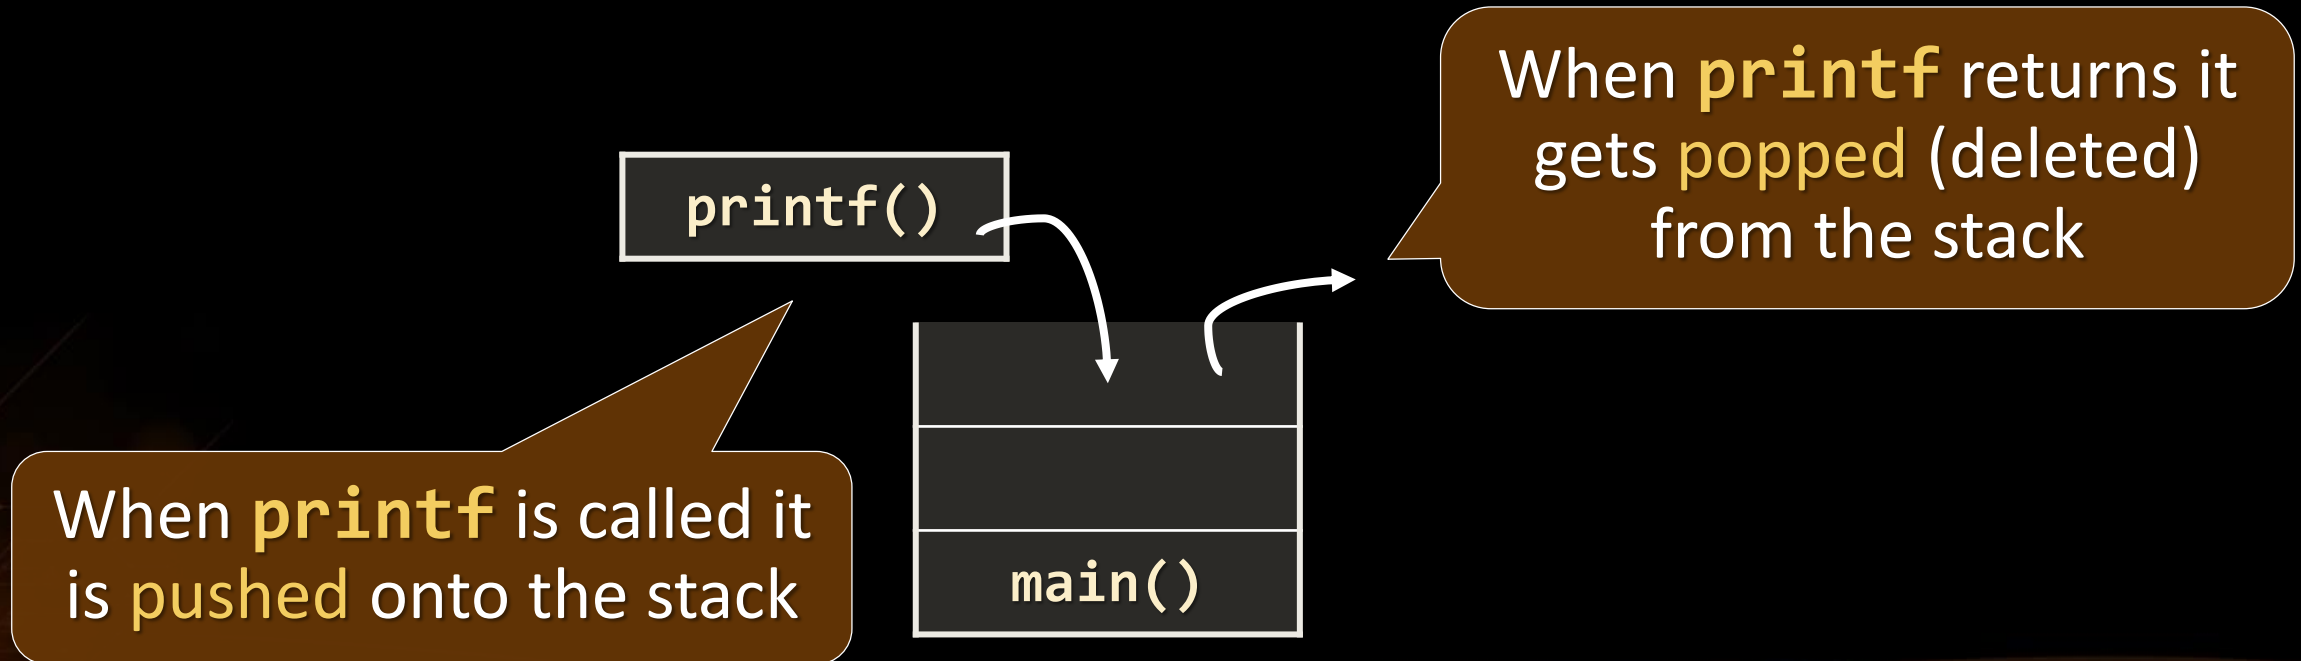 When printf returns it
gets popped (deleted)
from the stack
printf()
When printf is called it
is pushed onto the stack
main()